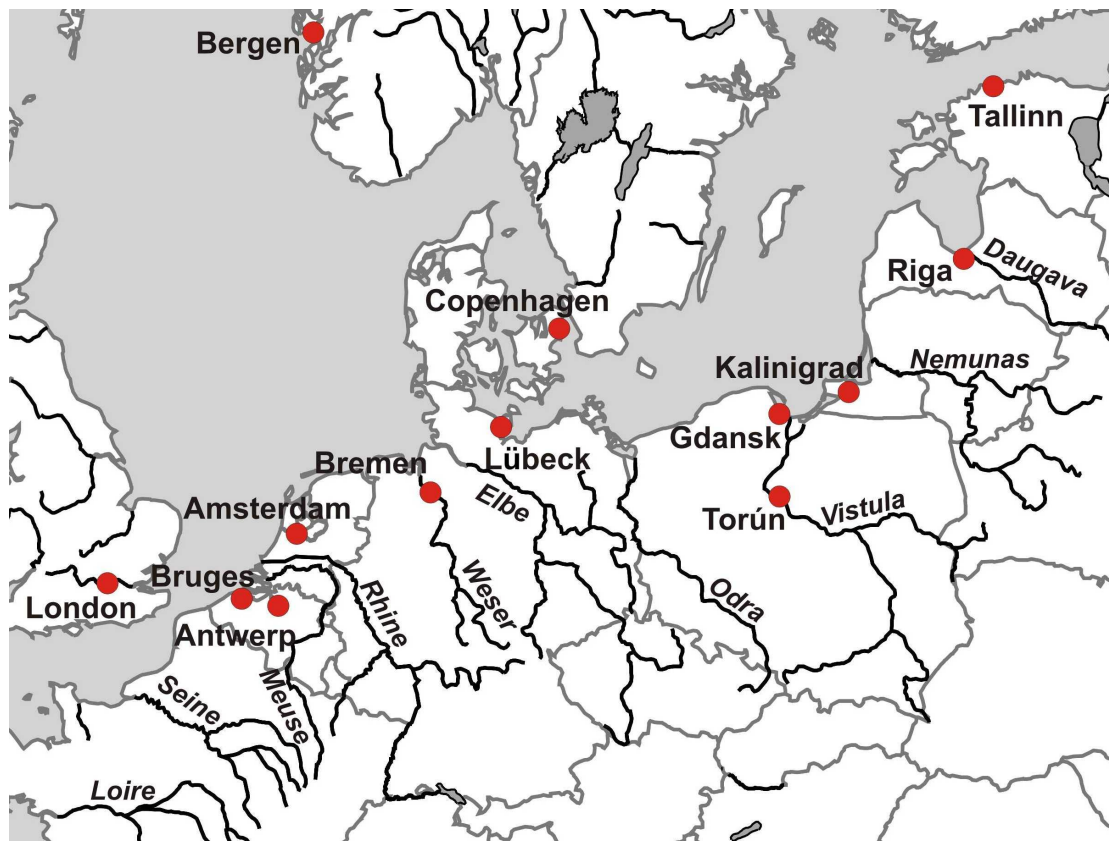 Bergen
Tallinn
Riga
Daugava
Copenhagen
Kalinigrad
Nemunas
Gdansk
Lübeck
Bremen
Elbe
Amsterdam
Torún
Vistula
Bruges
London
Antwerp
Rhine
Weser
Odra
Seine
Meuse
Loire